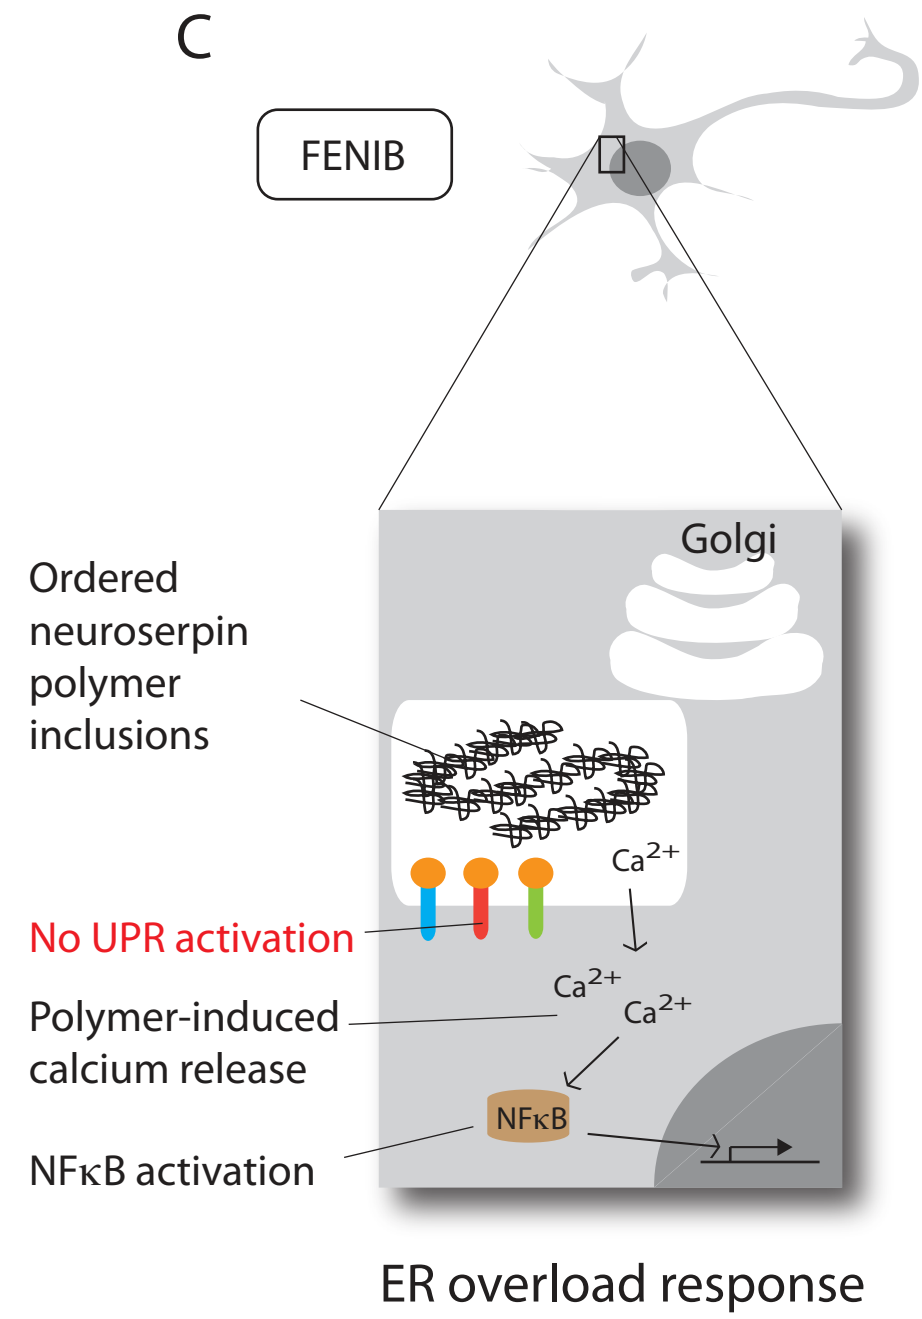 C
FENIB
Golgi
Ordered
neuroserpin
polymer
inclusions
Ca2+
No UPR activation
Ca2+
Ca2+
Polymer-induced
calcium release
NFκB
NFκB activation
ER overload response